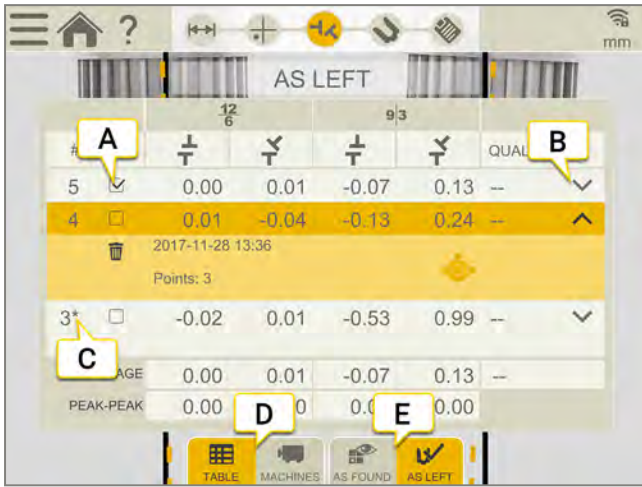 ?
mm
AS LEFT
12
6
9 3
A
B
#
QUAL
5 0.00 0.01 -0.07 0.13 --
4 0.01 -0.04 -0.13 0.24 --
2017-11-28 13:36
Points: 3
3* -0.02 0.01 -0.53 0.99 --
C
AGE 0.00 0.01 -0.07 0.13 --
PEAK-PEAK 0.00 0 0.0 0.00
D
E
TABLE MACHINES AS FOUND AS LEFT